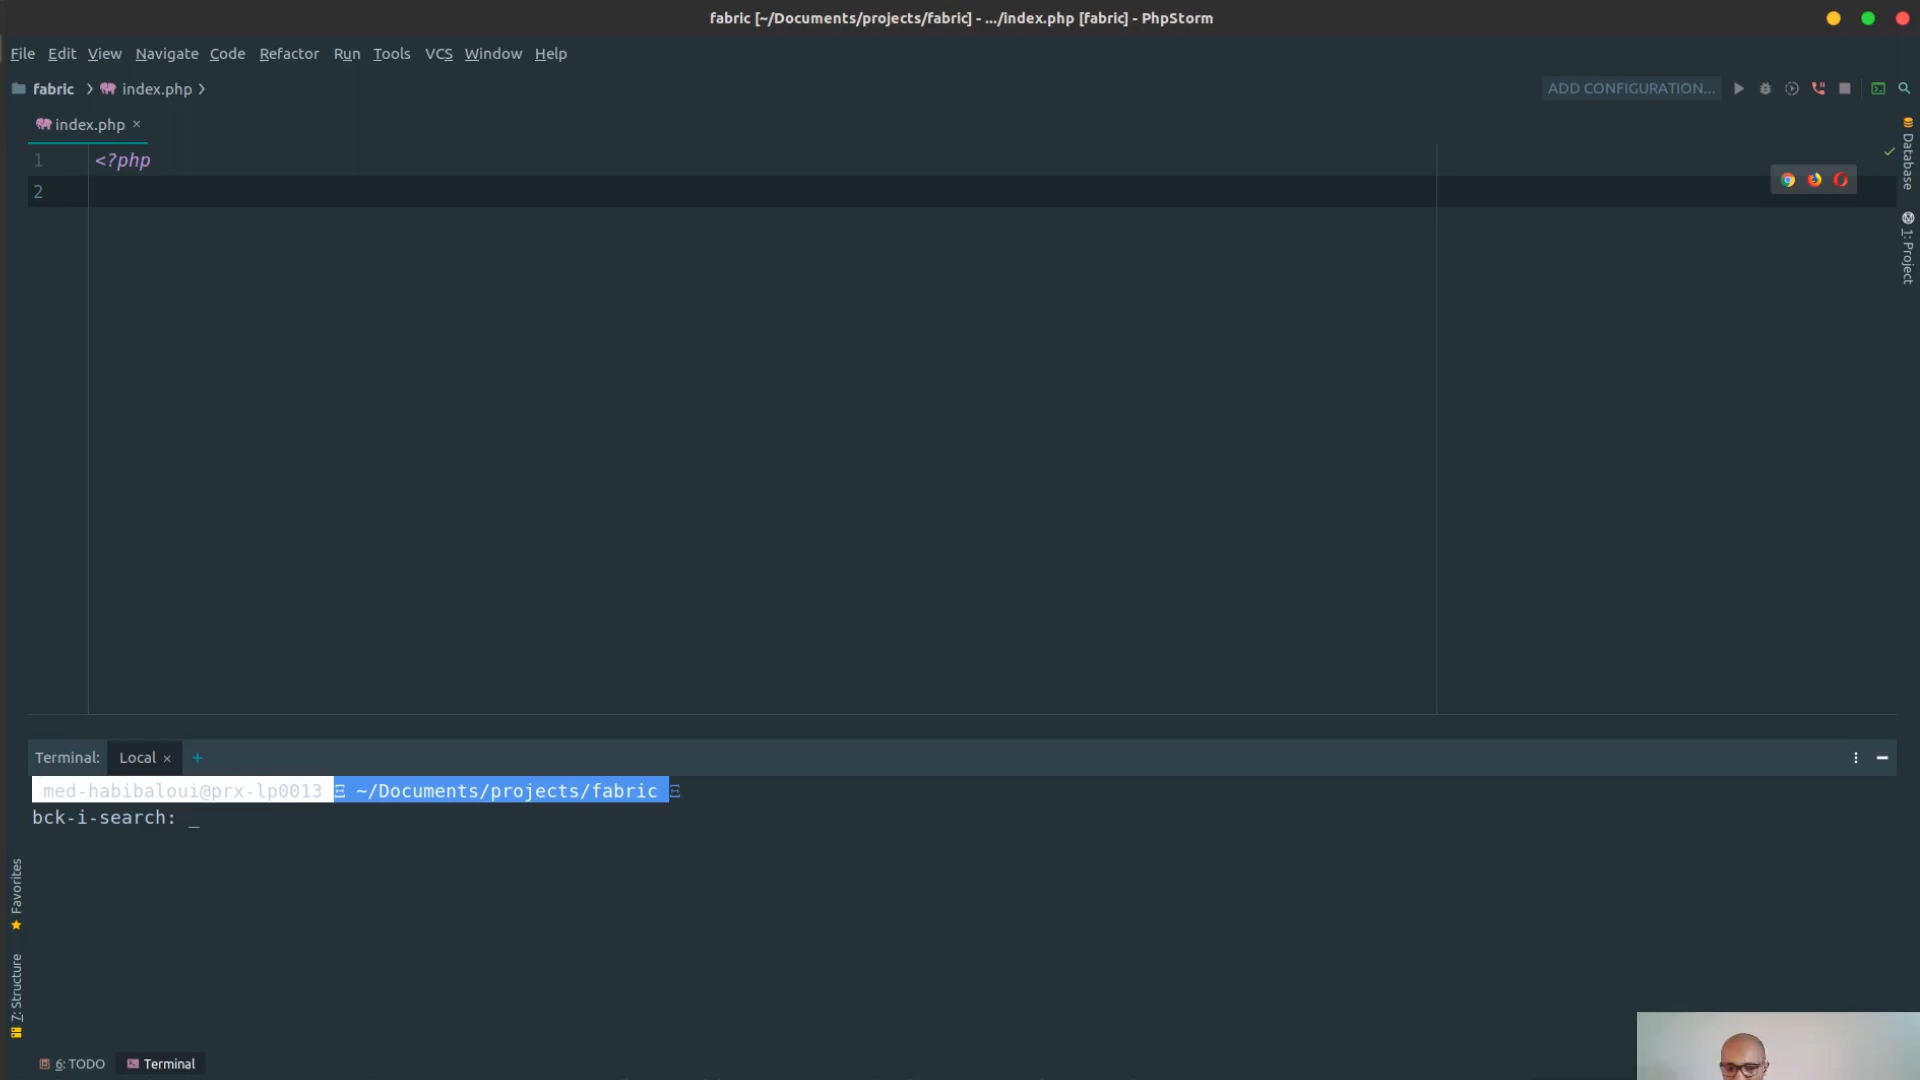 fabric [~/Documents/projects/fabric] - .../index.php [fabric] - PhpStorm
File Edit View Navigate Code Refactor Run Tools VCS Window Help
fabric index.php
ADD CONFIGURATION...
index.php
1 <?php
2
Database
1: Project
Terminal: Local +
med-habibaloui@prx-lp0013 ~/Documents/projects/fabric
bck-i-search: _
Favorites
7: Structure
6: TODO Terminal